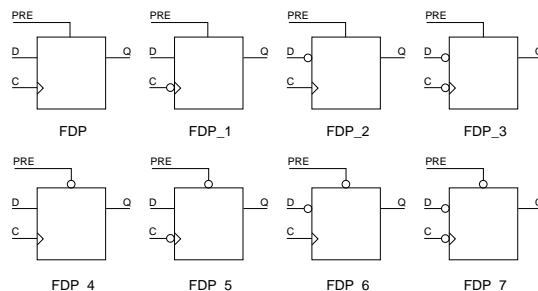 PRE PRE PRE PRE
D Q D Q D Q D Q
C C C C
FDP FDP_1 FDP_2 FDP_3
PRE PRE PRE PRE
D Q D Q D Q D Q
C C C C
FDP_4 FDP_5 FDP_6 FDP_7